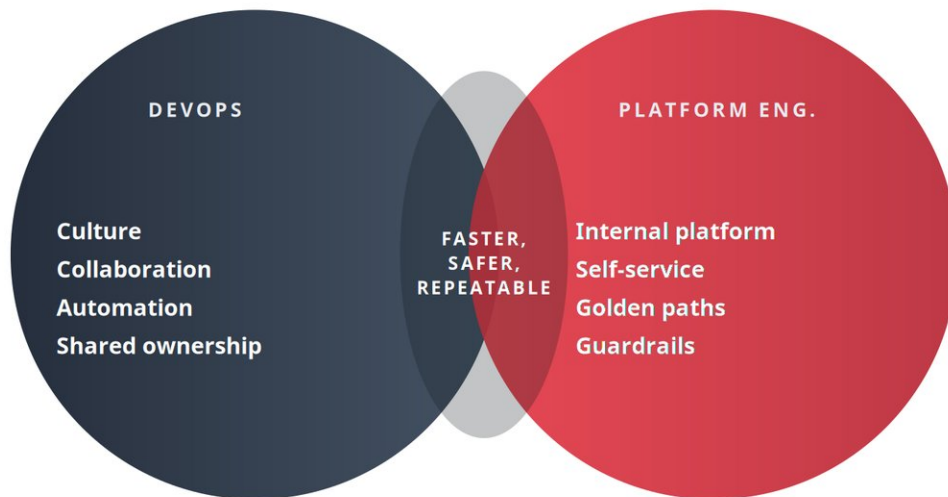 DEVOPS
Culture
Collaboration
Automation
Shared ownership
FASTER,
SAFER,
REPEATABLE
PLATFORM ENG.
Internal platform
Self-service
Golden paths
Guardrails